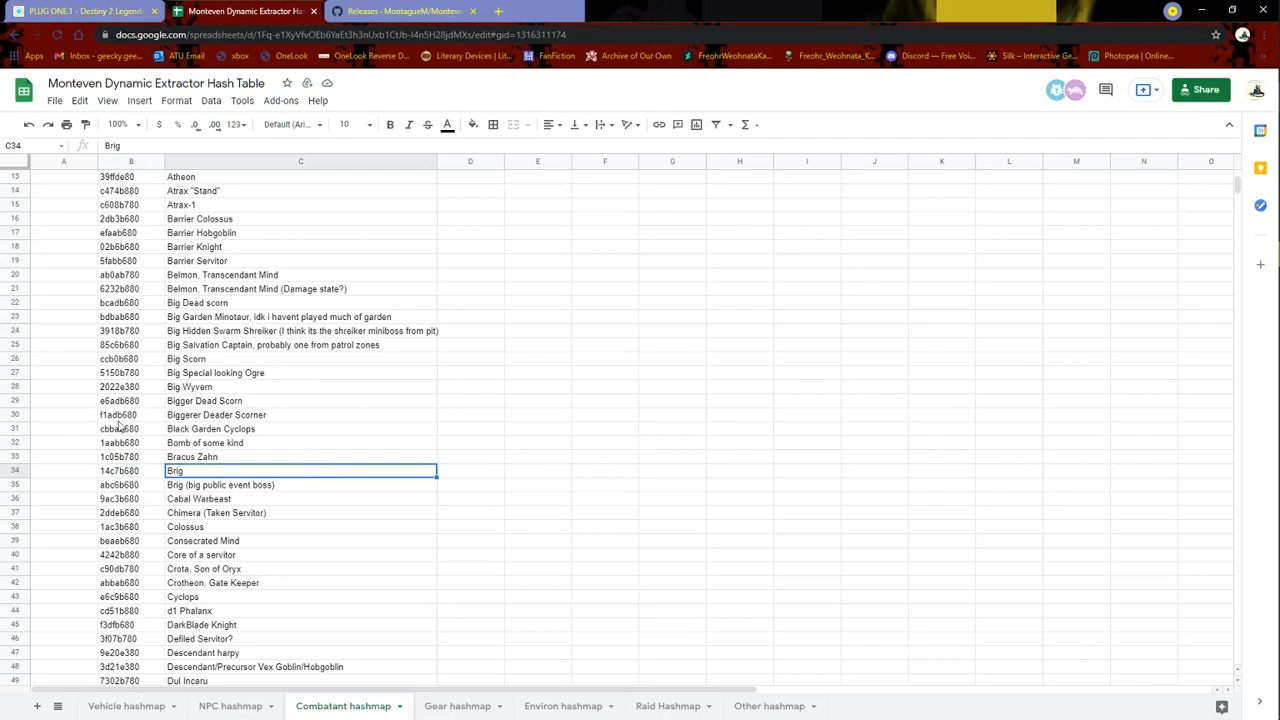 PLUG ONE.1 - Destiny 2 Legend
Monteven Dynamic Extractor Has
Releases · MontagueM/Monteve
docs.google.com/spreadsheets/d/1Fq-e1XyVfvOEb6YaEt3h3nUxb1CtUb-I4n5H28jdMXs/edit#gid=1316311174
Apps
Inbox - geecky.gee...
ATU Email
xbox
OneLook
OneLook Reverse D...
Literary Devices | Lit...
FanFiction
Archive of Our Own
FreohrWeohnataKa...
Freohr_Weohnata_K...
Discord — Free Voi...
Silk – Interactive Ge...
Photopea | Online...
Monteven Dynamic Extractor Hash Table
File Edit View Insert Format Data Tools Add-ons Help
Share
100% $ % .0 .00 123 Default (Ari... 10 B I S A
C34 fx Brig
A B C D E F G H I J K L M N O
13 39ffde80 Atheon
14 c474b880 Atrax "Stand"
15 c608b780 Atrax-1
16 2db3b680 Barrier Colossus
17 efaab680 Barrier Hobgoblin
18 02b6b680 Barrier Knight
19 5fabb680 Barrier Servitor
20 ab0ab780 Belmon, Transcendant Mind
21 6232b880 Belmon, Transcendant Mind (Damage state?)
22 bcadb680 Big Dead scorn
23 bdbab680 Big Garden Minotaur, idk i havent played much of garden
24 3918b780 Big Hidden Swarm Shreiker (I think its the shreiker miniboss from pit)
25 85c6b680 Big Salvation Captain, probably one from patrol zones
26 ccb0b680 Big Scorn
27 5150b780 Big Special looking Ogre
28 2022e380 Big Wyvern
29 e6adb680 Bigger Dead Scorn
30 f1adb680 Biggerer Deader Scorner
31 Black Garden Cyclops
32 1aabb680 Bomb of some kind
33 1c05b780 Bracus Zahn
34 14c7b680 Brig
35 abc6b680 Brig (big public event boss)
36 9ac3b680 Cabal Warbeast
37 2ddeb680 Chimera (Taken Servitor)
38 1ac3b680 Colossus
39 beaeb680 Consecrated Mind
40 4242b880 Core of a servitor
41 c90db780 Crota, Son of Oryx
42 abbab680 Crotheon, Gate Keeper
43 e6c9b680 Cyclops
44 cd51b880 d1 Phalanx
45 f3dfb680 DarkBlade Knight
46 3f07b780 Defiled Servitor?
47 9e20e380 Descendant harpy
48 3d21e380 Descendant/Precursor Vex Goblin/Hobgoblin
49 7302b780 Dul Incaru
Vehicle hashmap NPC hashmap Combatant hashmap Gear hashmap Environ hashmap Raid Hashmap Other hashmap